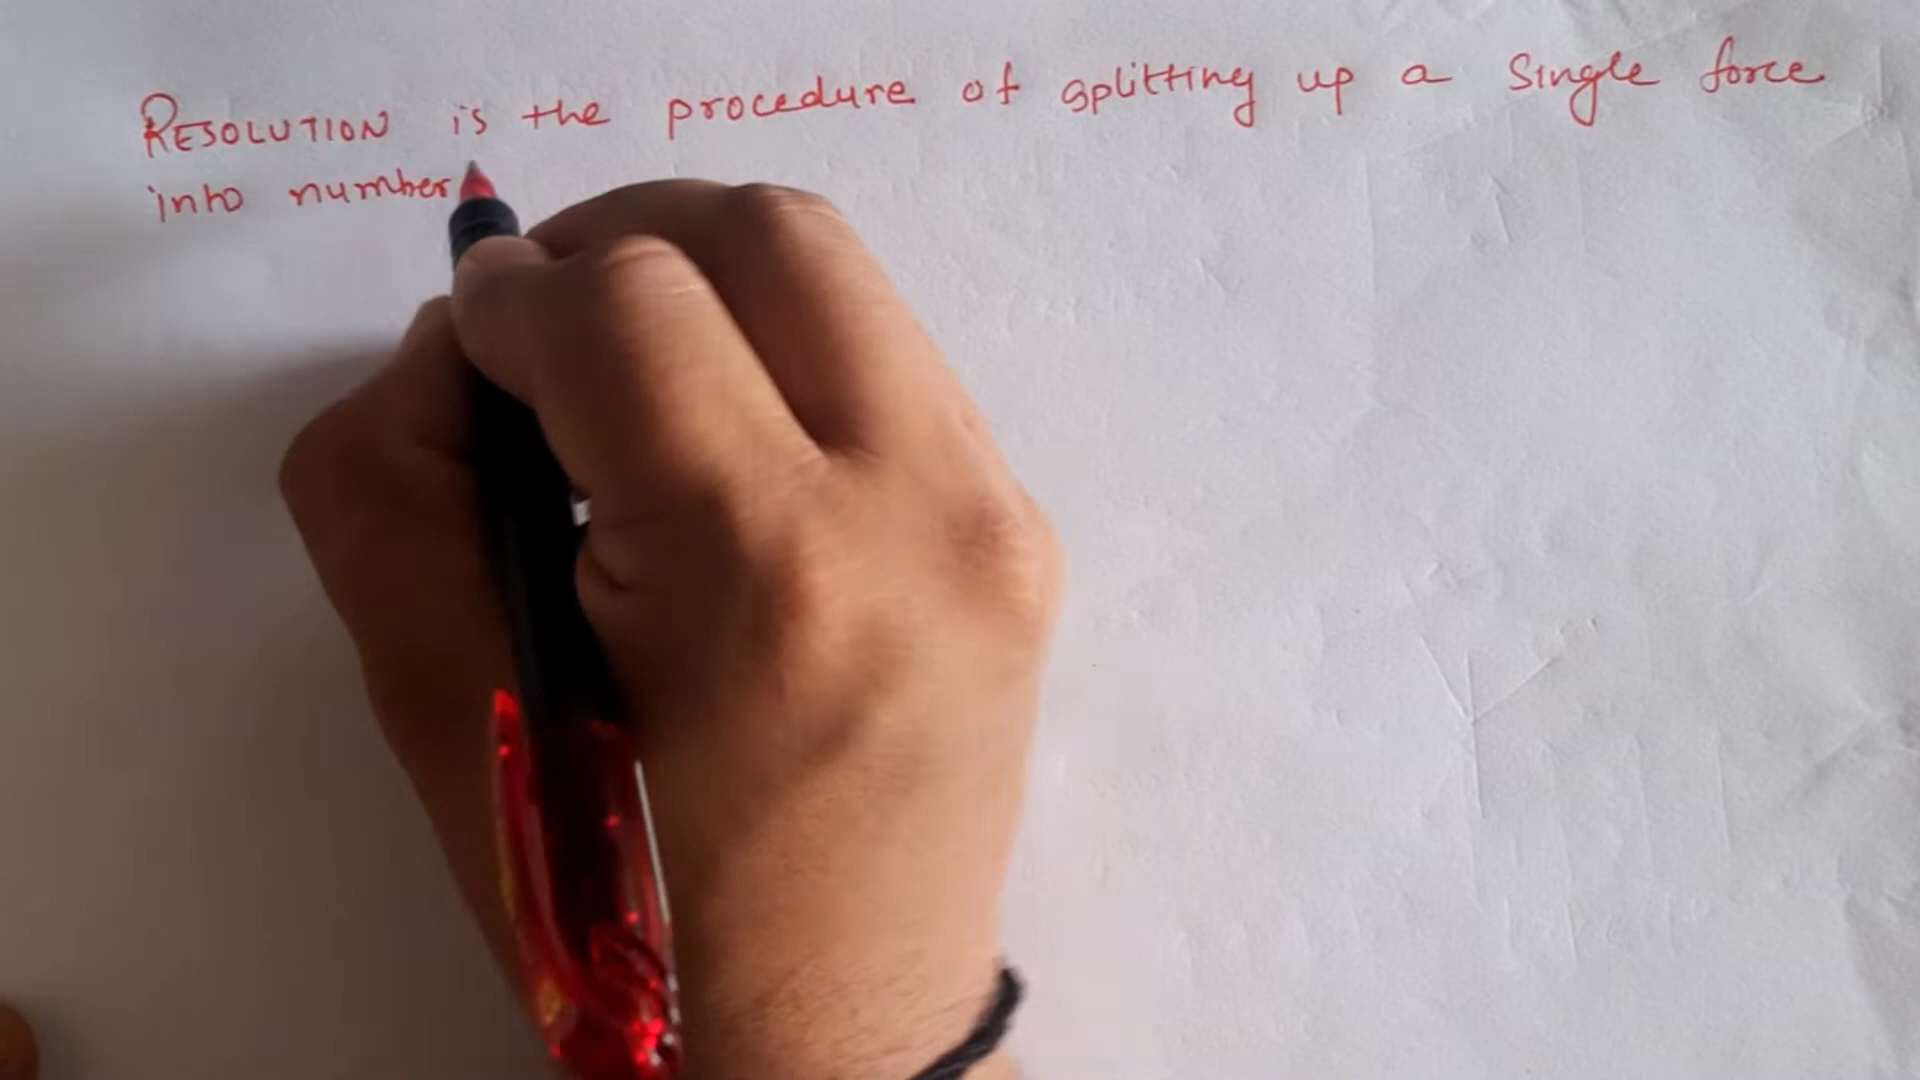 RESOLUTION is the procedure of splitting up a single force
into number